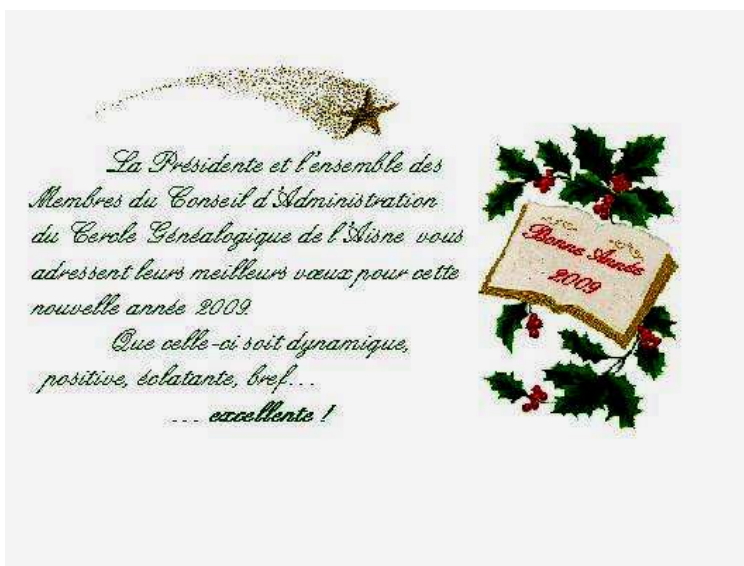 La Présidente et l'ensemble des
Membres du Conseil d'Administration
du Cercle Généalogique de l'Aisne vous
adressent leurs meilleurs vœux pour cette
nouvelle année 2009.
Que celle-ci soit dynamique,
positive, éclatante, bref...
... excellente !
Bonne Année
2009